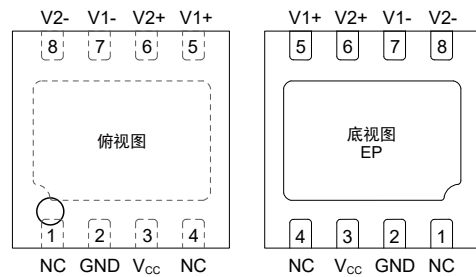 V2- V1- V2+ V1+
8 7 6 5
俯视图
1 2 3 4
NC GND VCC NC
V1+ V2+ V1- V2-
5 6 7 8
底视图
EP
4 3 2 1
NC VCC GND NC